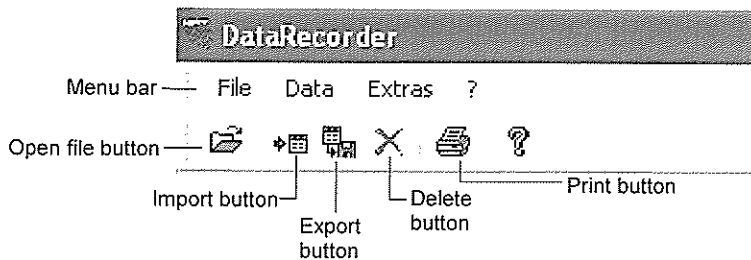 DataRecorder
Menu bar File Data Extras ?
Open file button
Import button
Export
button
Delete
button
Print button